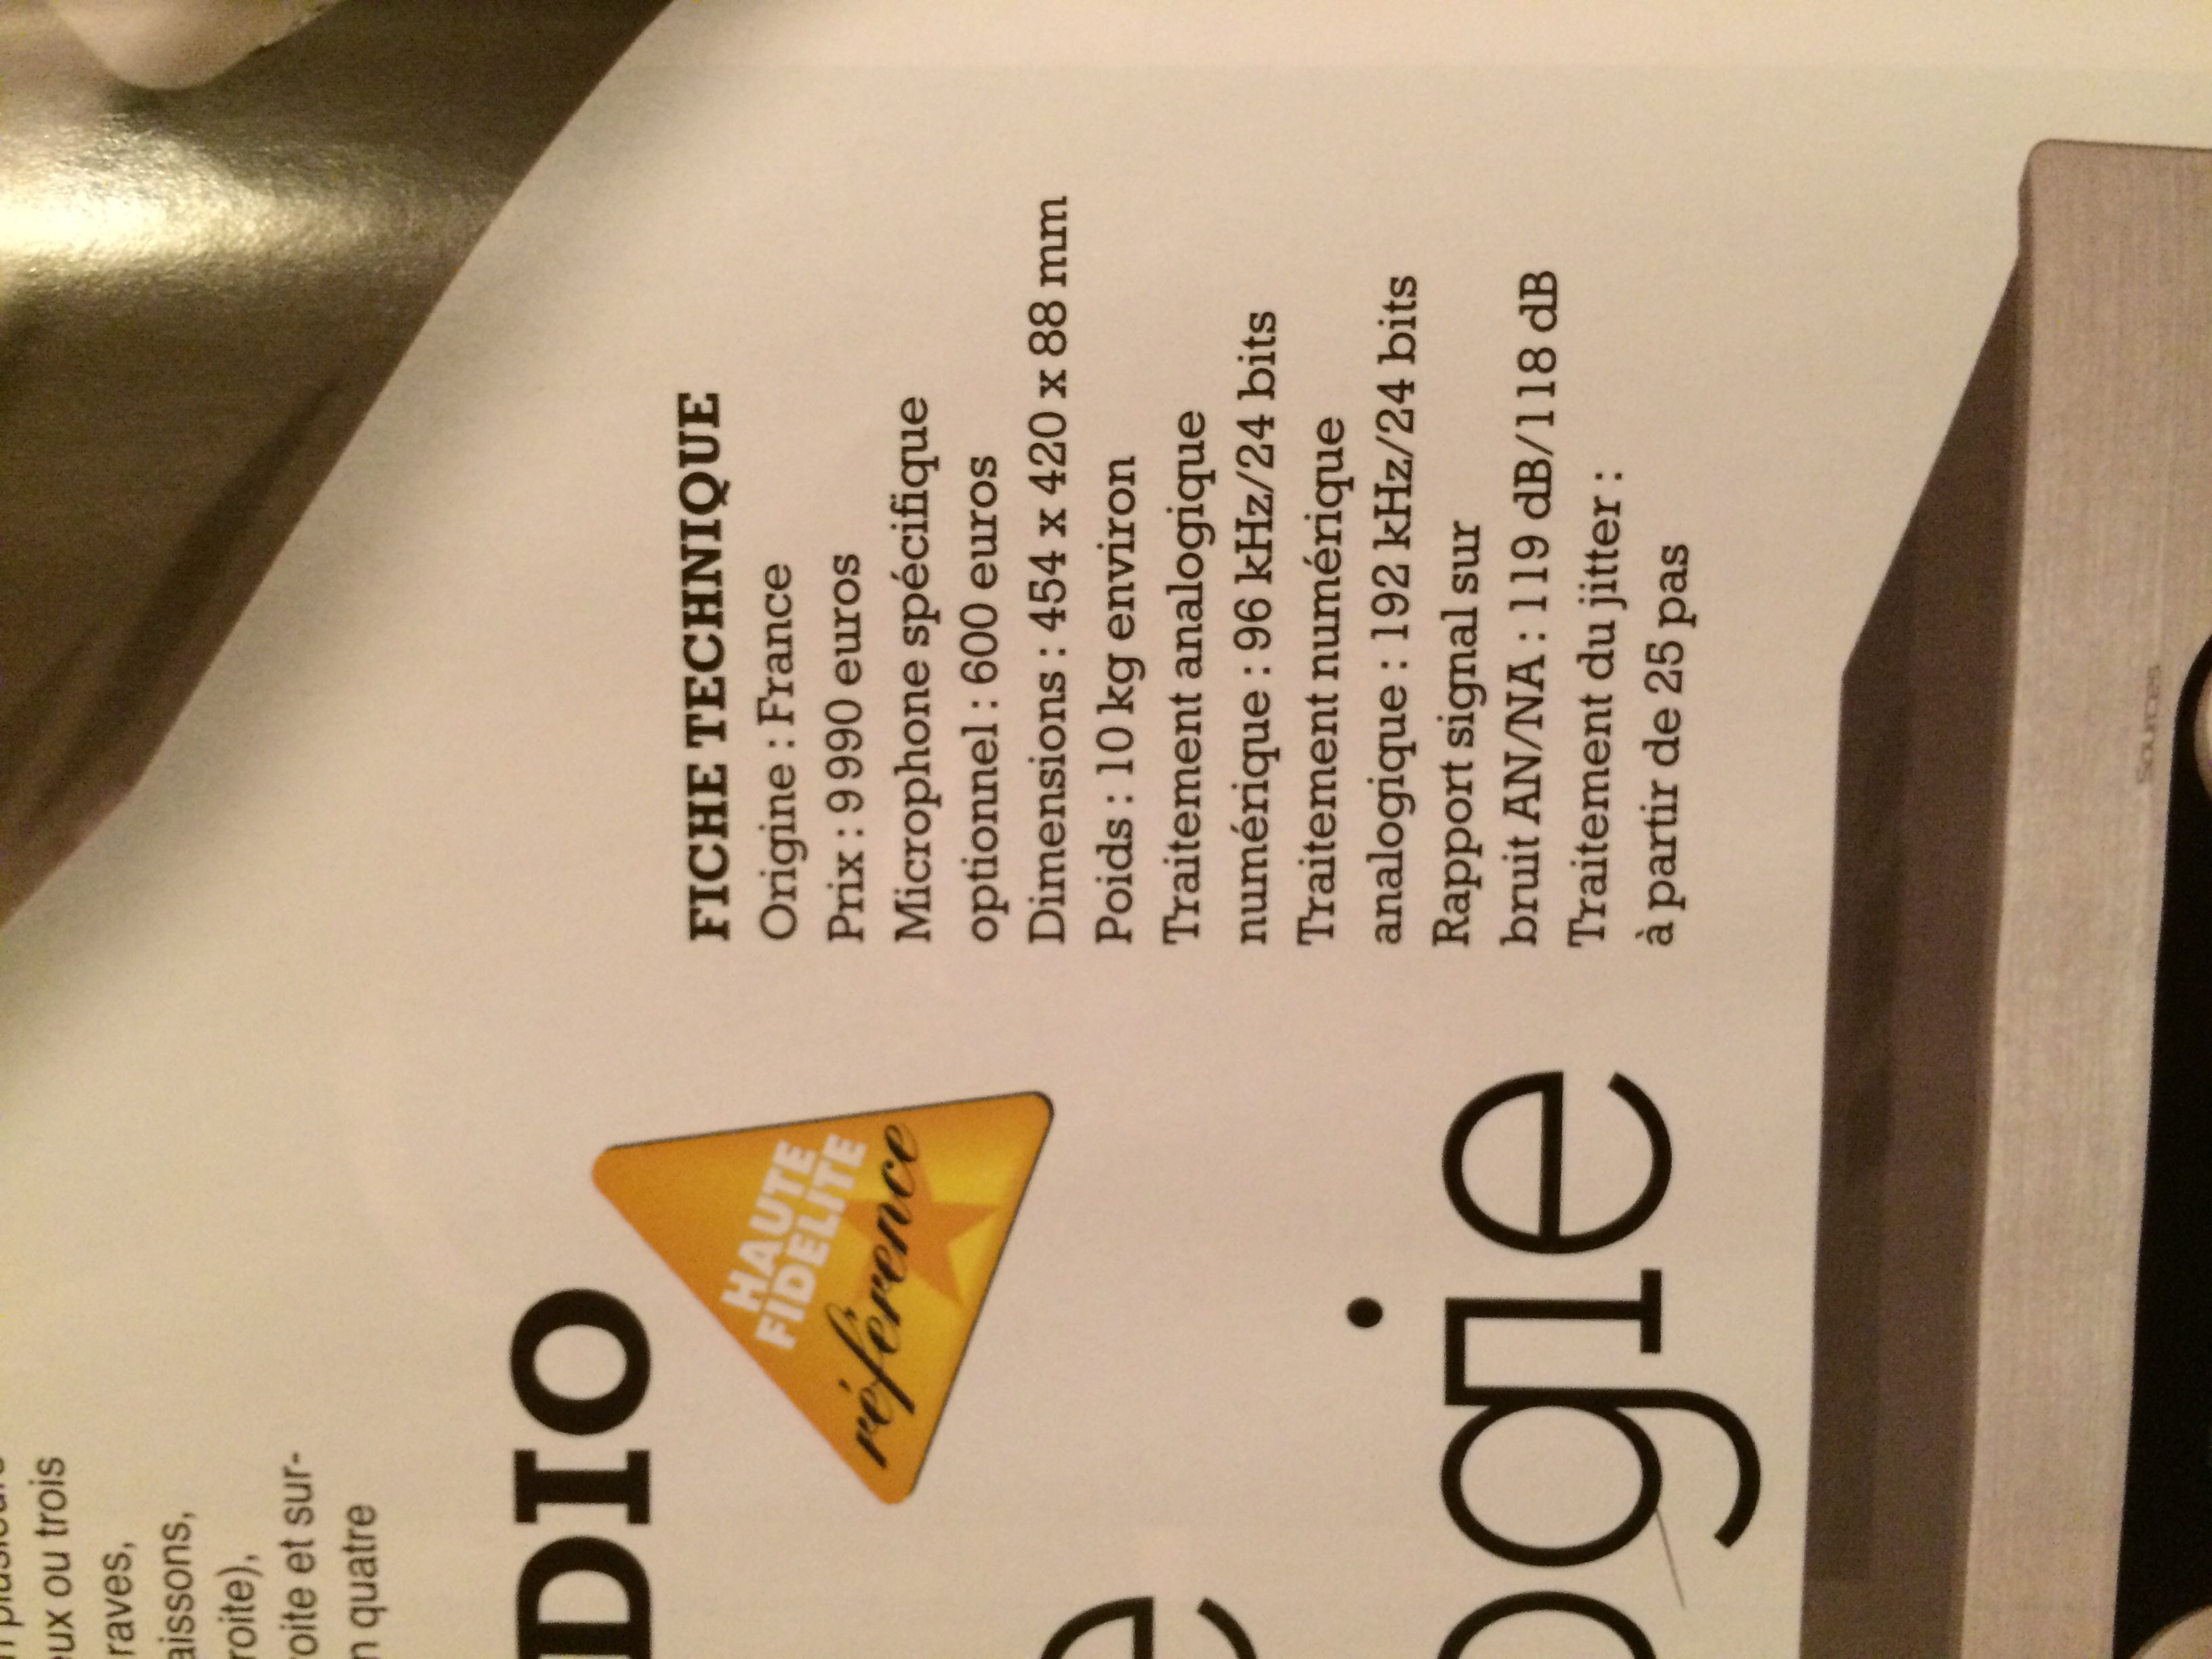 eux ou trois
raves,
aissons,
roite),
oite et sur-
n quatre
DIO
HAUTE
FIDELITE
référence
e
ogie
FICHE TECHNIQUE
Origine : France
Prix : 9 990 euros
Microphone spécifique
optionnel : 600 euros
Dimensions : 454 x 420 x 88 mm
Poids : 10 kg environ
Traitement analogique
numérique : 96 kHz/24 bits
Traitement numérique
analogique : 192 kHz/24 bits
Rapport signal sur
bruit AN/NA : 119 dB/118 dB
Traitement du jitter :
à partir de 25 pas
Sources